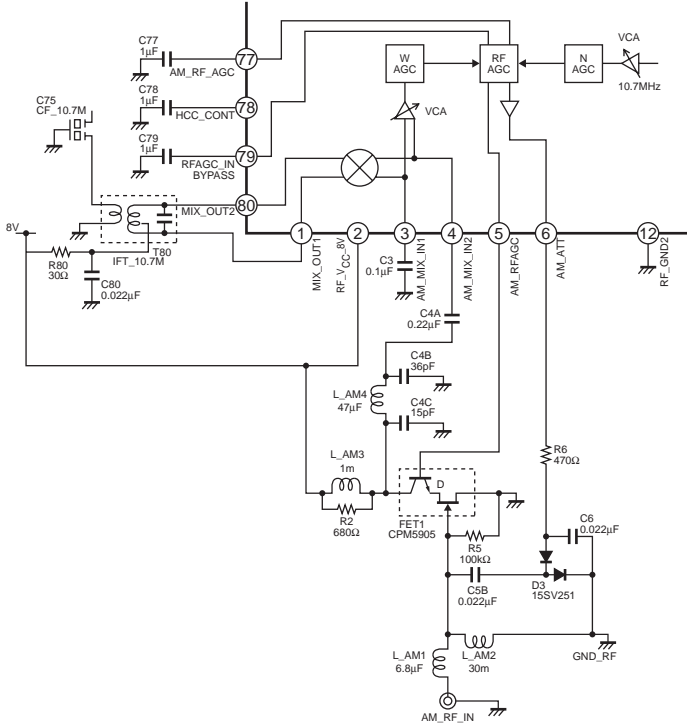 C77
1μF
77
AM_RF_AGC
C78
1μF
78
HCC_CONT
C75
CF_10.7M
C79
1μF
79
RFAGC_IN
BYPASS
80
MIX_OUT2
W
AGC
RF
AGC
N
AGC
VCA
10.7MHz
VCA
8V
R80
30Ω
T80
IFT_10.7M
C80
0.022μF
1
2
3
4
5
6
12
MIX_OUT1
RF_VCC_8V
C3
0.1μF
AM_MIX_IN1
AM_MIX_IN2
AM_RFAGC
AM_ATT
RF_GND2
C4A
0.22μF
C4B
36pF
L_AM4
47μF
C4C
15pF
L_AM3
1m
R2
680Ω
D
FET1
CPM5905
R6
470Ω
R5
100kΩ
C6
0.022μF
C5B
0.022μF
D3
15SV251
L_AM1
6.8μF
L_AM2
30m
GND_RF
AM_RF_IN